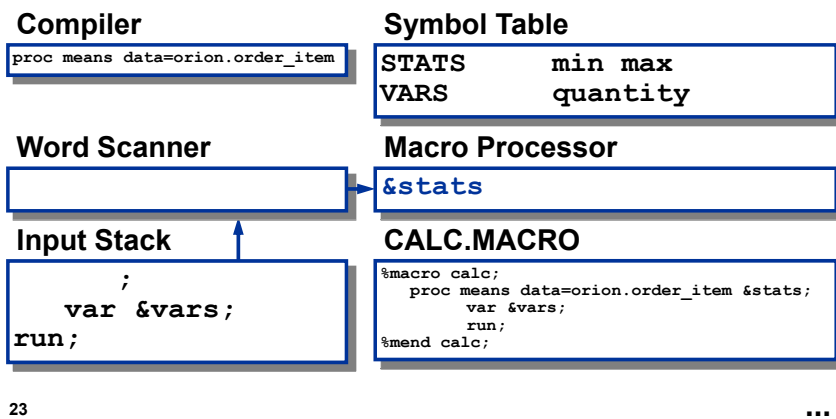 Compiler
proc means data=orion.order_item
Symbol Table
STATS min max
VARS quantity
Word Scanner
Macro Processor
&stats
Input Stack
;
var &vars;
run;
CALC.MACRO
%macro calc;
proc means data=orion.order_item &stats;
var &vars;
run;
%mend calc;
23
...